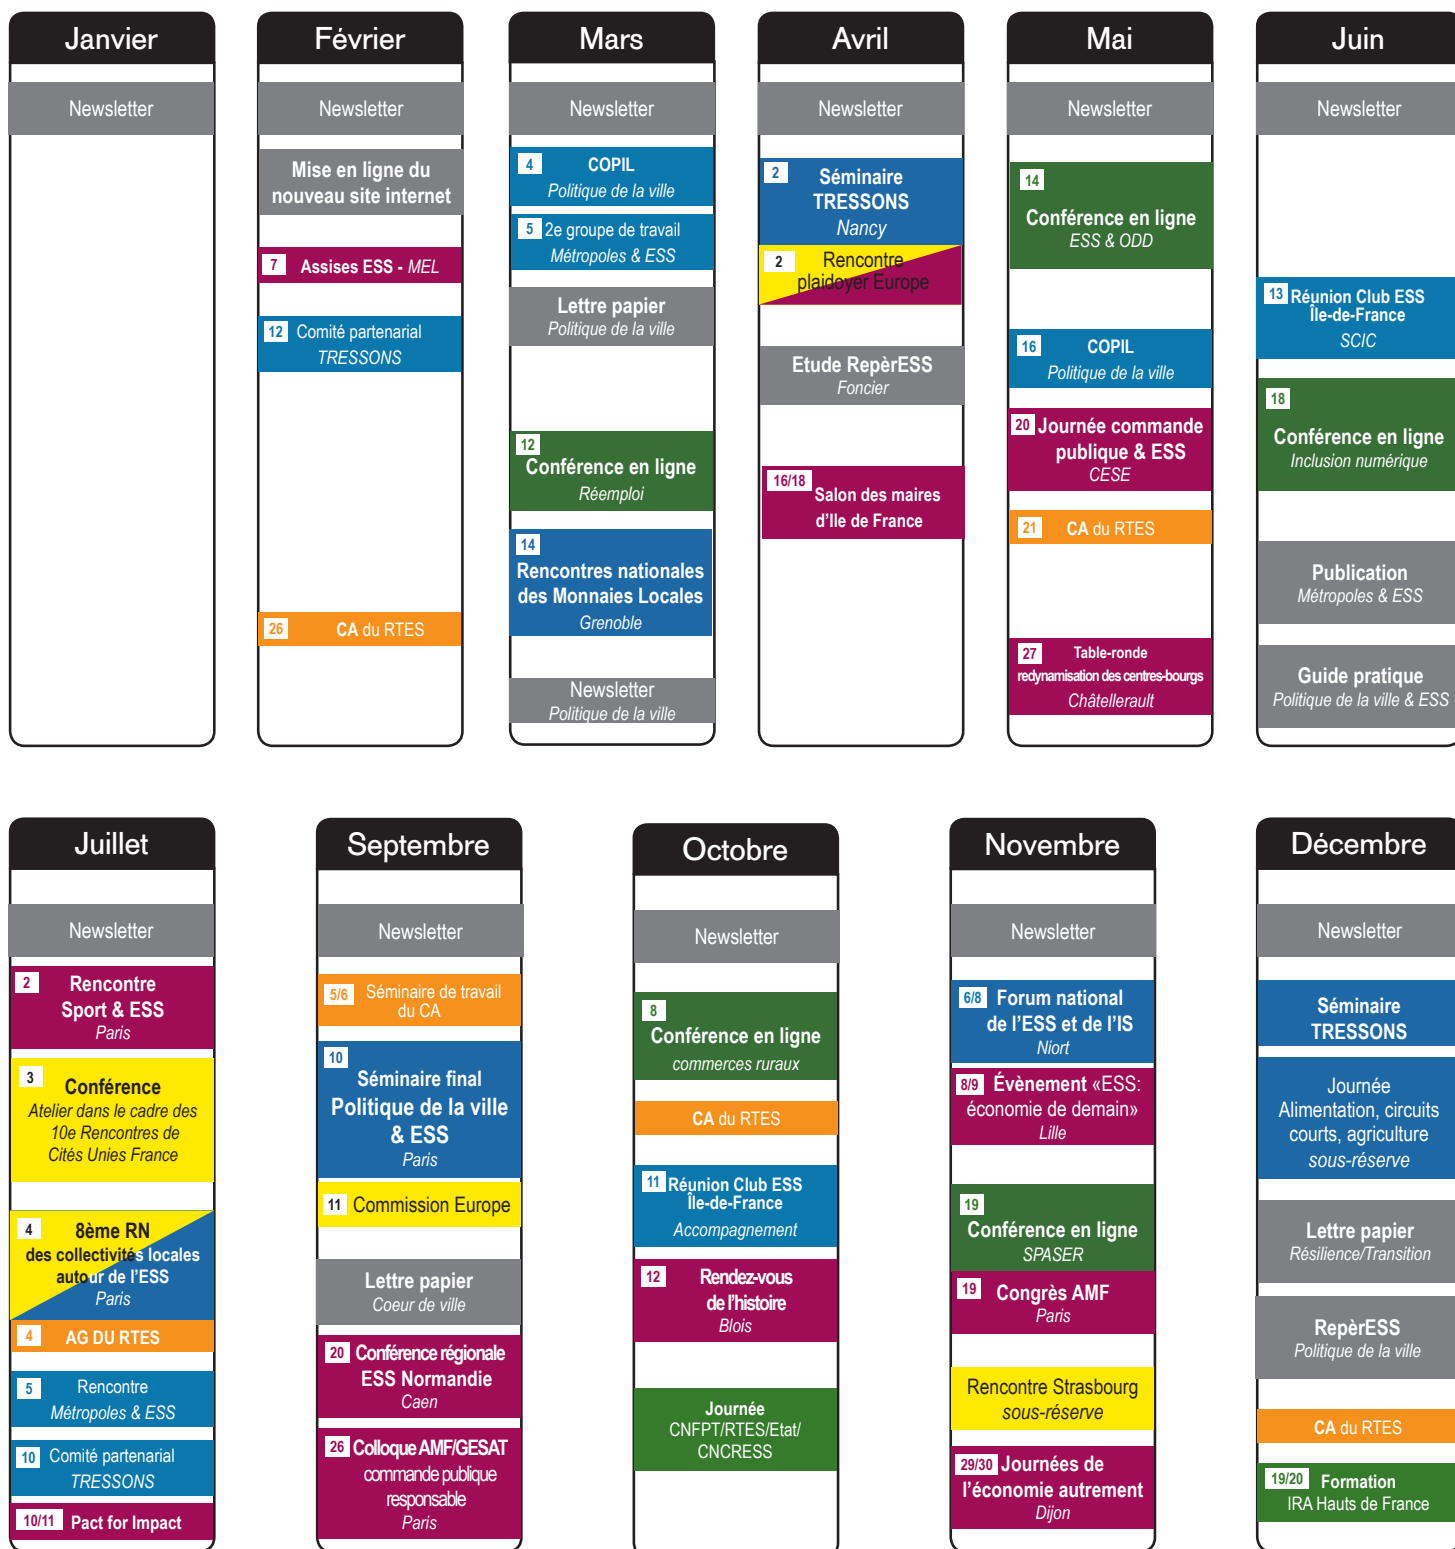 Janvier
Newsletter
Février
Newsletter
Mise en ligne du
nouveau site internet
7 Assises ESS - MEL
12 Comité partenarial
TRESSONS
26 CA du RTES
Mars
Newsletter
4 COPIL
Politique de la ville
5 2e groupe de travail
Métropoles & ESS
Lettre papier
Politique de la ville
12
Conférence en ligne
Réemploi
14
Rencontres nationales
des Monnaies Locales
Grenoble
Newsletter
Politique de la ville
Avril
Newsletter
2 Séminaire
TRESSONS
Nancy
2 Rencontre
plaidoyer Europe
Etude RepèrESS
Foncier
16/18 Salon des maires
d'Ile de France
Mai
Newsletter
14
Conférence en ligne
ESS & ODD
16 COPIL
Politique de la ville
20 Journée commande
publique & ESS
CESE
21 CA du RTES
27 Table-ronde
redynamisation des centres-bourgs
Châtellerault
Juin
Newsletter
13 Réunion Club ESS
Île-de-France
SCIC
18
Conférence en ligne
Inclusion numérique
Publication
Métropoles & ESS
Guide pratique
Politique de la ville & ESS
Juillet
Newsletter
2 Rencontre
Sport & ESS
Paris
3 Conférence
Atelier dans le cadre des
10e Rencontres de
Cités Unies France
4 8ème RN
des collectivités locales
autour de l'ESS
Paris
4 AG DU RTES
5 Rencontre
Métropoles & ESS
10 Comité partenarial
TRESSONS
10/11 Pact for Impact
Septembre
Newsletter
5/6 Séminaire de travail
du CA
10
Séminaire final
Politique de la ville
& ESS
Paris
11 Commission Europe
Lettre papier
Coeur de ville
20 Conférence régionale
ESS Normandie
Caen
26 Colloque AMF/GESAT
commande publique
responsable
Paris
Octobre
Newsletter
8
Conférence en ligne
commerces ruraux
CA du RTES
11 Réunion Club ESS
Île-de-France
Accompagnement
12 Rendez-vous
de l'histoire
Blois
Journée
CNFPT/RTES/Etat/
CNCRESS
Novembre
Newsletter
6/8 Forum national
de l'ESS et de l'IS
Niort
8/9 Évènement «ESS:
économie de demain»
Lille
19
Conférence en ligne
SPASER
19 Congrès AMF
Paris
Rencontre Strasbourg
sous-réserve
29/30 Journées de
l'économie autrement
Dijon
Décembre
Newsletter
Séminaire
TRESSONS
Journée
Alimentation, circuits
courts, agriculture
sous-réserve
Lettre papier
Résilience/Transition
RepèrESS
Politique de la ville
CA du RTES
19/20 Formation
IRA Hauts de France